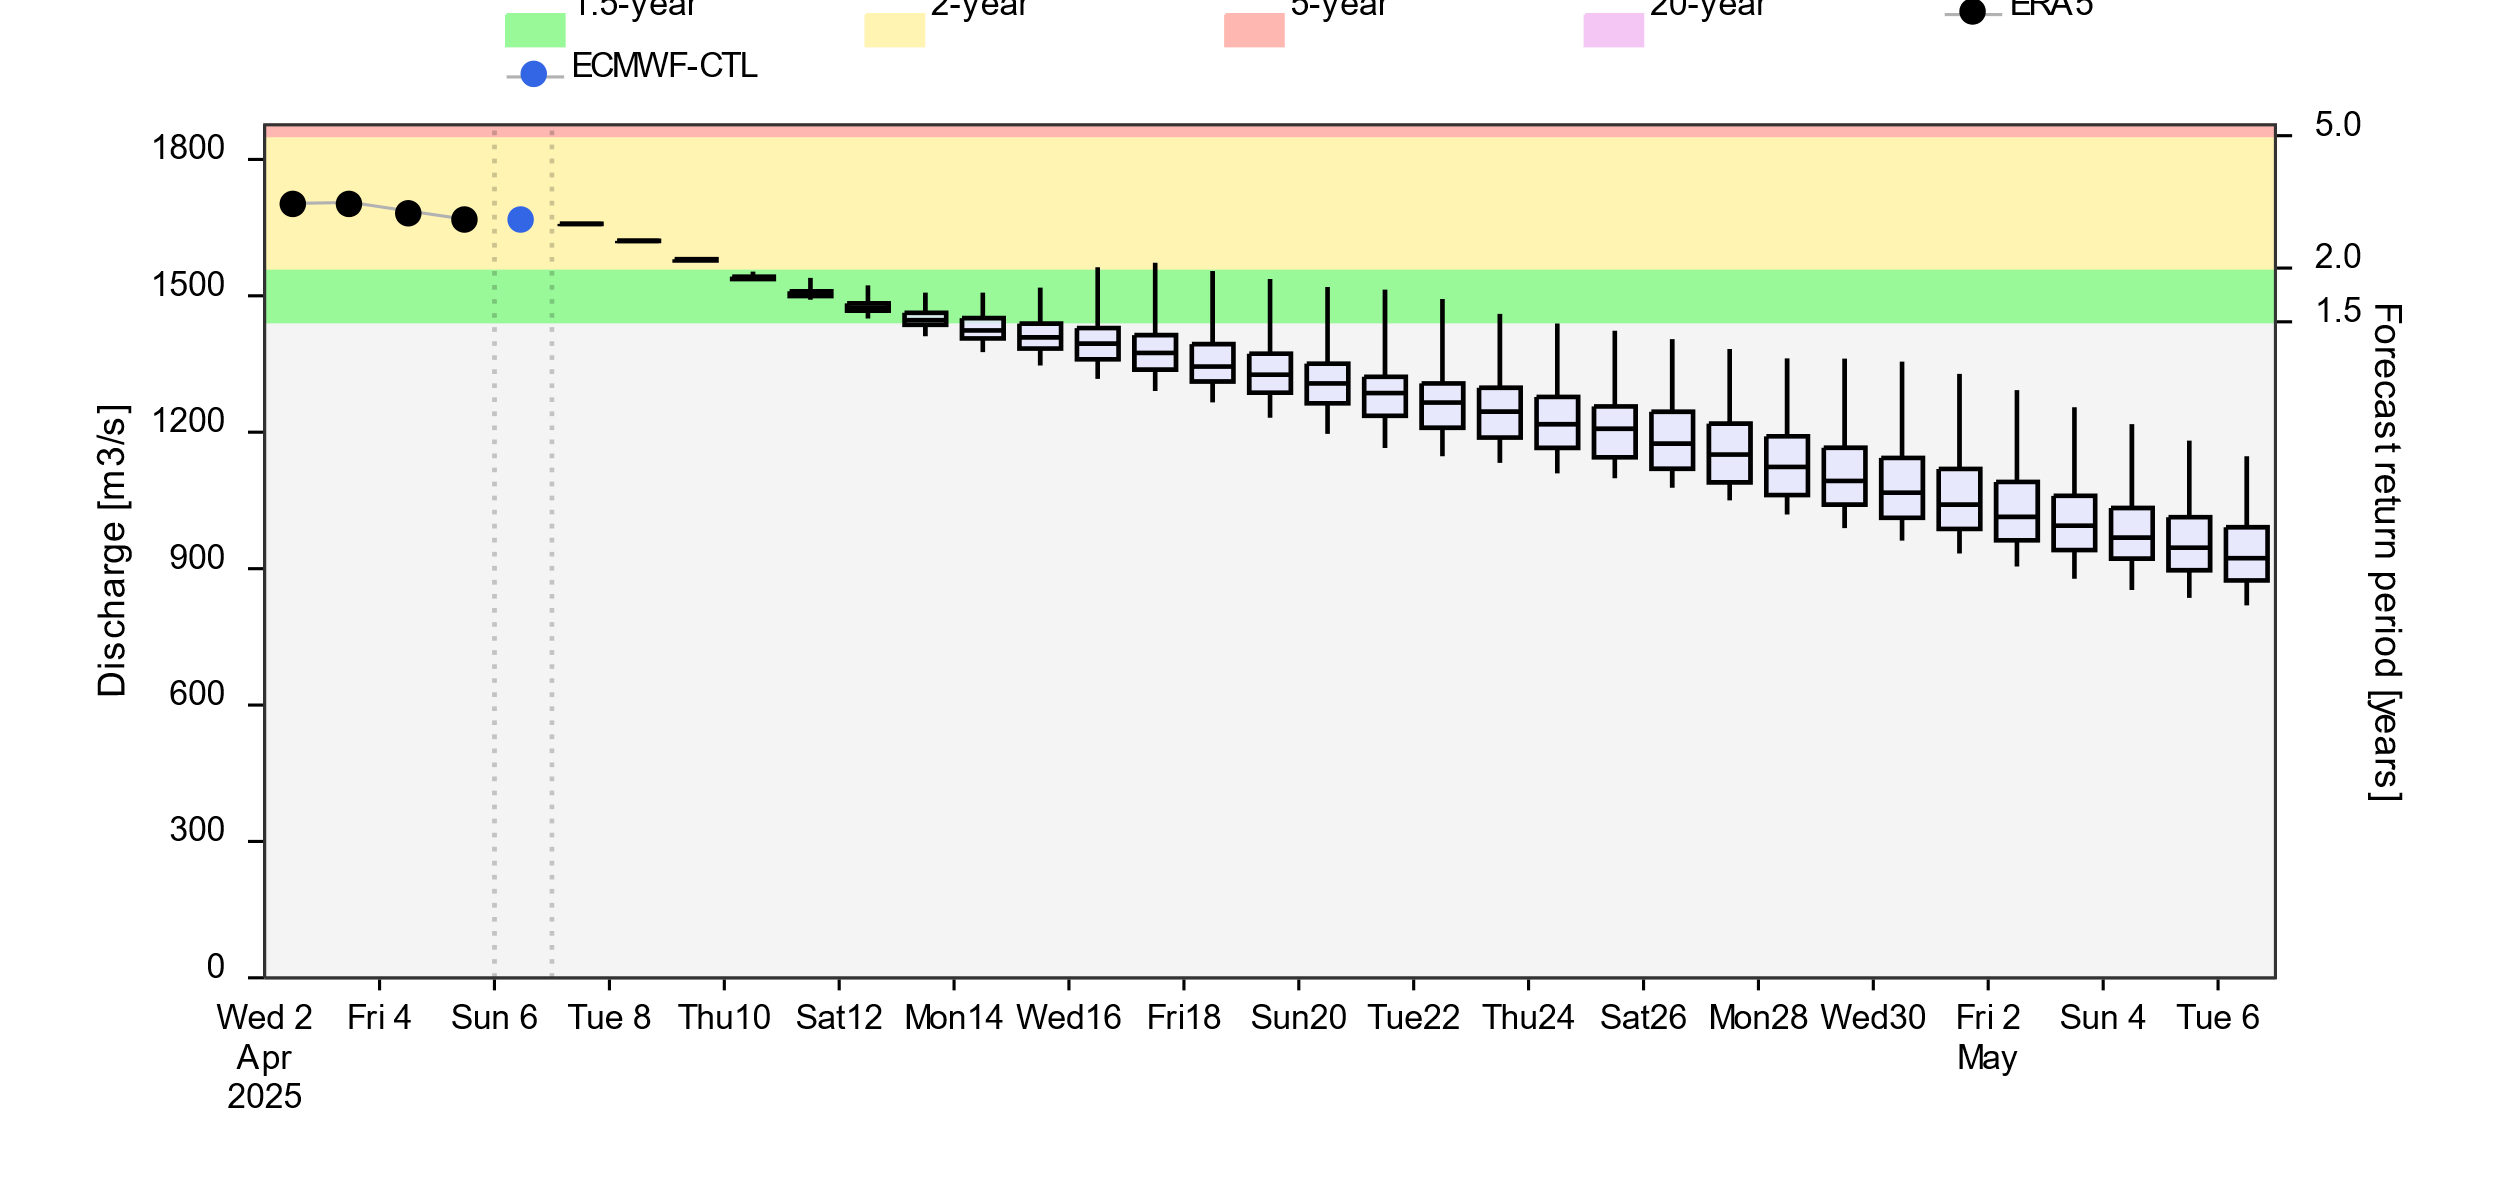 1.5-year 2-year 5-year 20-year ERA5
ECMWF-CTL
1800
1500
1200
900
600
300
0
Discharge [m3/s]
5.0
2.0
1.5
Forecast return period [years]
Wed 2 Fri 4 Sun 6 Tue 8 Thu10 Sat12 Mon14 Wed16 Fri18 Sun20 Tue22 Thu24 Sat26 Mon28 Wed30 Fri 2 Sun 4 Tue 6
Apr May
2025